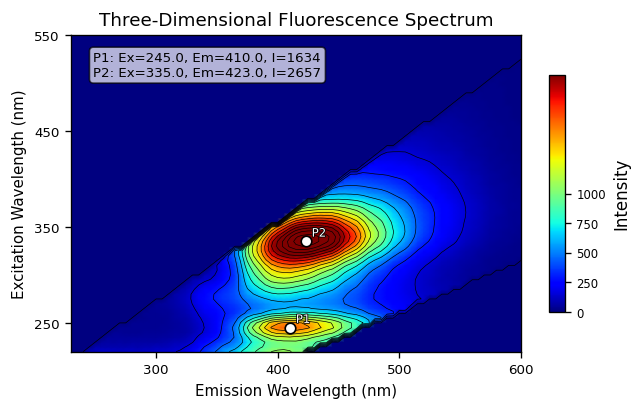 Three-Dimensional Fluorescence Spectrum
P1: Ex=245.0, Em=410.0, I=1634
P2: Ex=335.0, Em=423.0, I=2657
550
450
350
250
Excitation Wavelength (nm)
P2
P1
300
400
500
600
Emission Wavelength (nm)
1000
750
500
250
0
Intensity